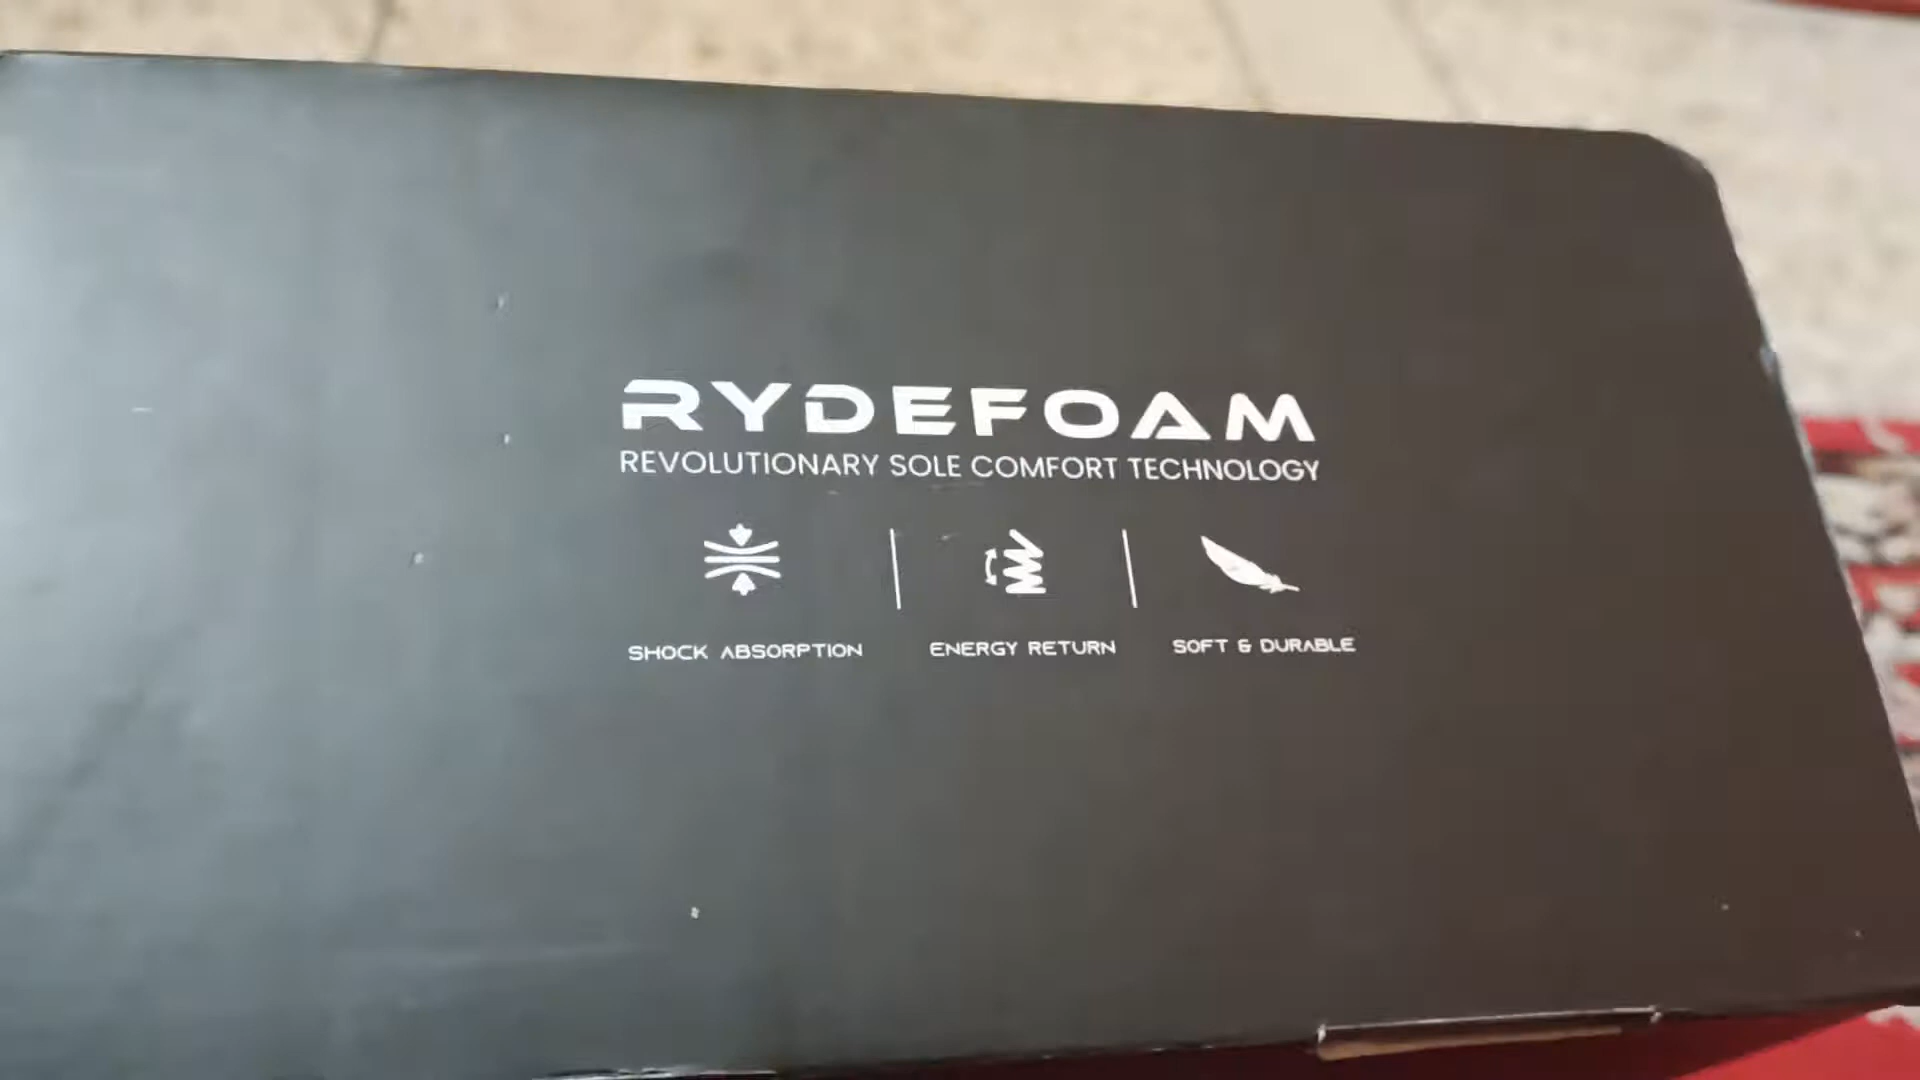 RYDEFOAM
REVOLUTIONARY SOLE COMFORT TECHNOLOGY
SHOCK ABSORPTION
ENERGY RETURN
SOFT & DURABLE